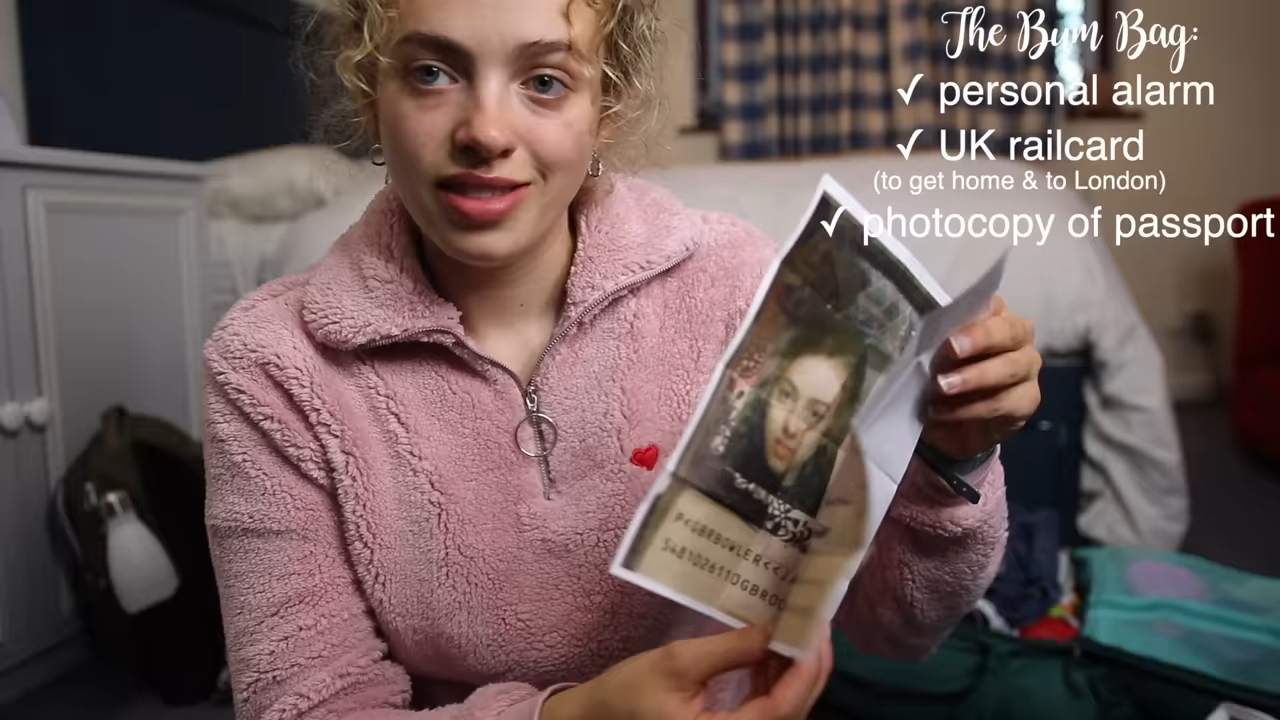 The Bum Bag:
✓ personal alarm
✓ UK railcard
(to get home & to London)
✓ photocopy of passport